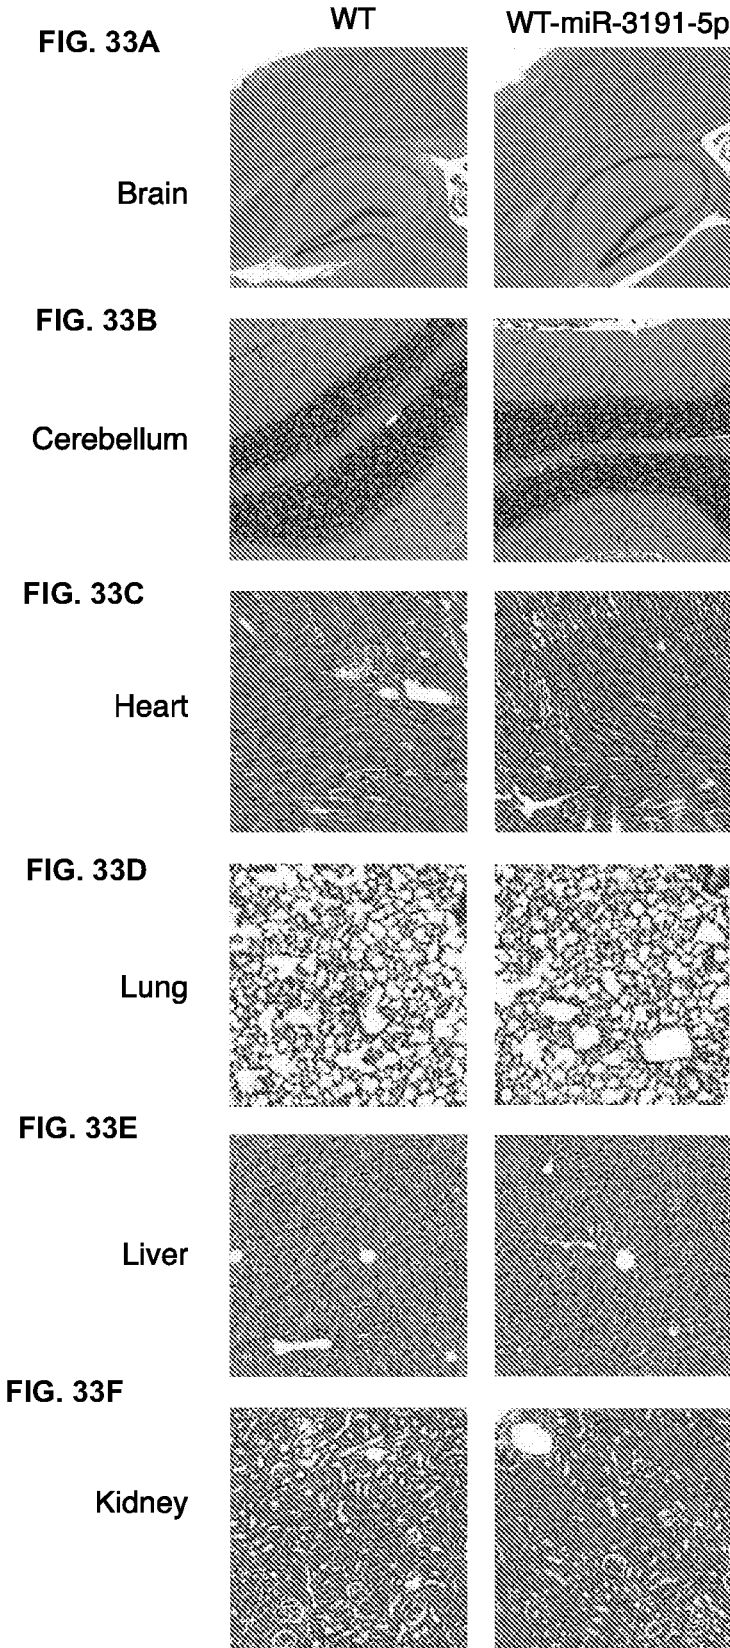 WT
WT-miR-3191-5p
FIG. 33A
Brain
FIG. 33B
Cerebellum
FIG. 33C
Heart
FIG. 33D
Lung
FIG. 33E
Liver
FIG. 33F
Kidney